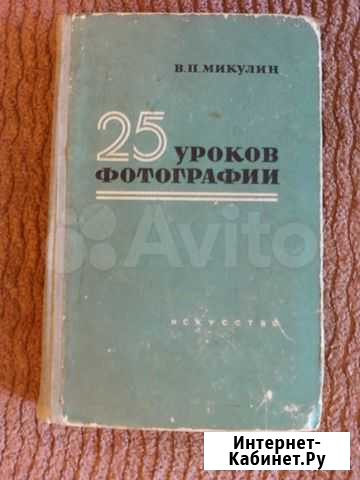 В.П. МИКУЛИН
25 УРОКОВ
ФОТОГРАФИИ
Avito
ИСКУССТВО
Интернет-
Кабинет.Ру